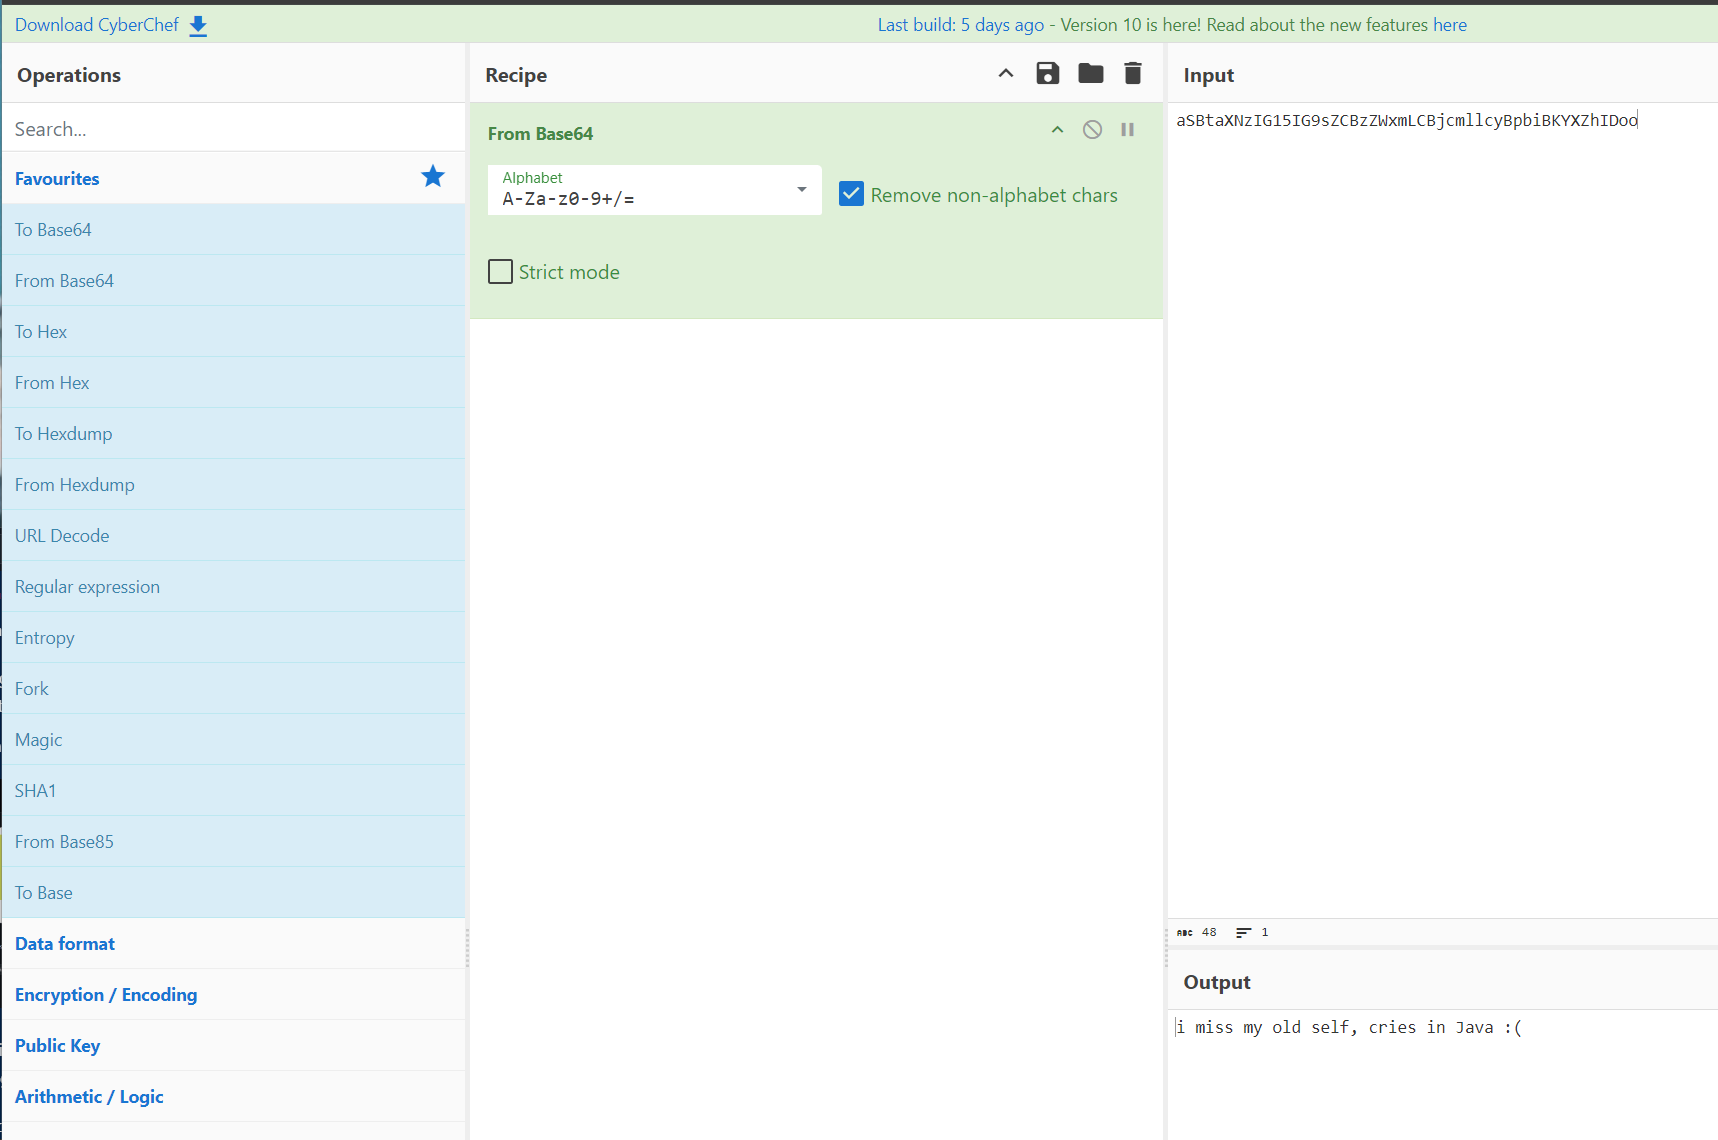 Download CyberChef
Last build: 5 days ago - Version 10 is here! Read about the new features here
Operations
Search...
Favourites
To Base64
From Base64
To Hex
From Hex
To Hexdump
From Hexdump
URL Decode
Regular expression
Entropy
Fork
Magic
SHA1
From Base85
To Base
Data format
Encryption / Encoding
Public Key
Arithmetic / Logic
Recipe
From Base64
Alphabet
A-Za-z0-9+/=
Remove non-alphabet chars
Strict mode
Input
aSBtaXNzIG15IG9sZCBzZWxmLCBjcmllcyBpbiBKYXZhIDoo
ABC 48 1
Output
i miss my old self, cries in Java :(